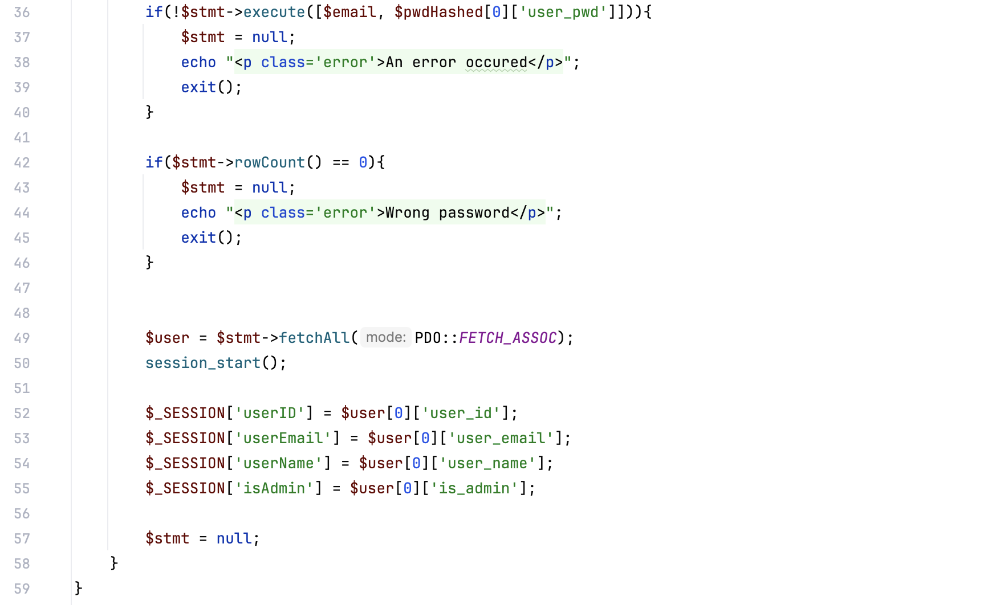 36 if(!$stmt->execute([$email, $pwdHashed[0]['user_pwd']])){
37 $stmt = null;
38 echo "<p class='error'>An error occured</p>";
39 exit();
40 }
41
42 if($stmt->rowCount() == 0){
43 $stmt = null;
44 echo "<p class='error'>Wrong password</p>";
45 exit();
46 }
47
48
49 $user = $stmt->fetchAll( mode: PDO::FETCH_ASSOC);
50 session_start();
51
52 $_SESSION['userID'] = $user[0]['user_id'];
53 $_SESSION['userEmail'] = $user[0]['user_email'];
54 $_SESSION['userName'] = $user[0]['user_name'];
55 $_SESSION['isAdmin'] = $user[0]['is_admin'];
56
57 $stmt = null;
58 }
59 }